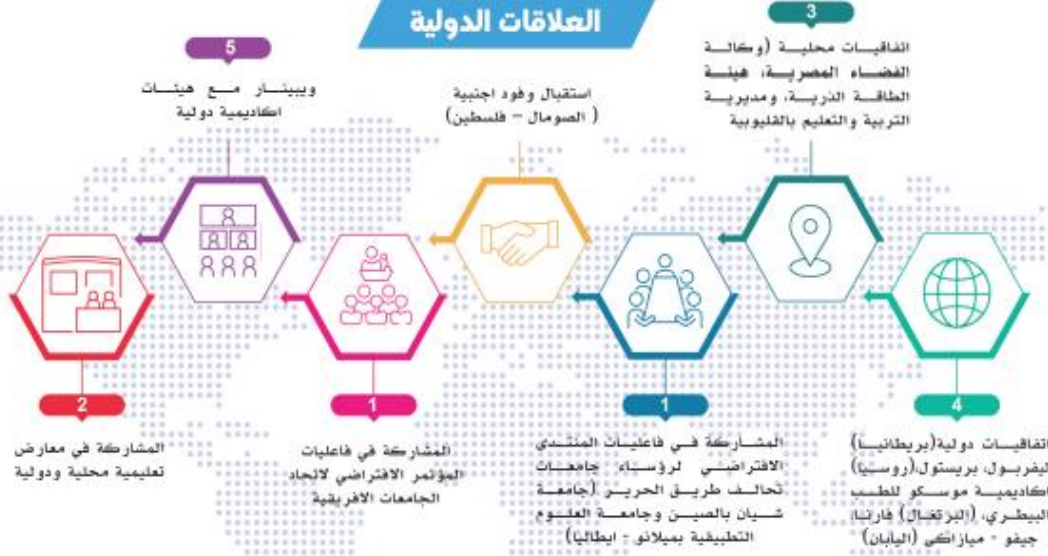 العلاقات الدولية
3
اتفاقيات محلية (وكالة
الفضاء المصرية، هيئة
الطاقة الذرية، ومديرية
التربية والتعليم بالقليوبية
استقبال وفود اجنبية
( الصومال - فلسطين)
5
ويبينار مع هيئات
اكاديمية دولية
4
اتفاقيات دولية(بريطانيا)
ليفربول، بريستول،(روسيا)
اكاديمية موسكو للطب
البيطري، (البرتغال) فارنا،
جيفو - ميازاكي (اليابان)
1
المشاركة في فاعليات المنتدى
الافتراضي لرؤساء جامعات
تحالف طريق الحرير (جامعة
شيان بالصين وجامعة العلوم
التطبيقية بميلانو - ايطاليا)
1
المشاركة في فاعليات
المؤتمر الافتراضي لاتحاد
الجامعات الافريقية
2
المشاركة في معارض
تعليمية محلية ودولية